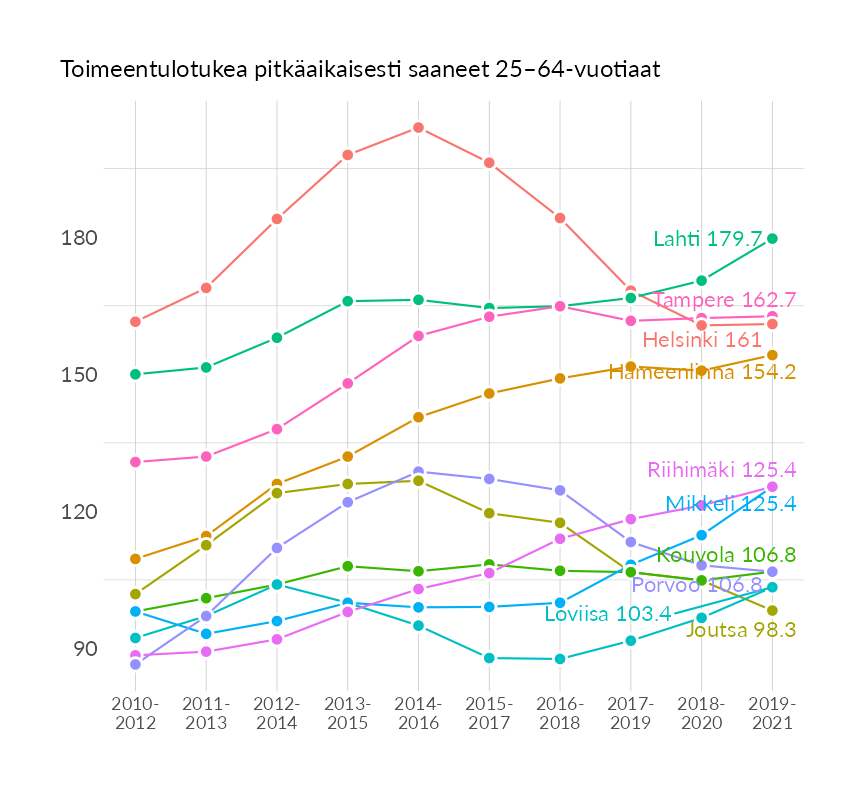 Toimeentulotukea pitkäaikaisesti saaneet 25–64-vuotiaat
180
150
120
90
Lahti 179.7
Tampere 162.7
Helsinki 161
Hämeenlinna 154.2
Riihimäki 125.4
Mikkeli 125.4
Kouvola 106.8
Porvoo 106.8
Loviisa 103.4
Joutsa 98.3
2010- 2011- 2012- 2013- 2014- 2015- 2016- 2017- 2018- 2019-
2012 2013 2014 2015 2016 2017 2018 2019 2020 2021